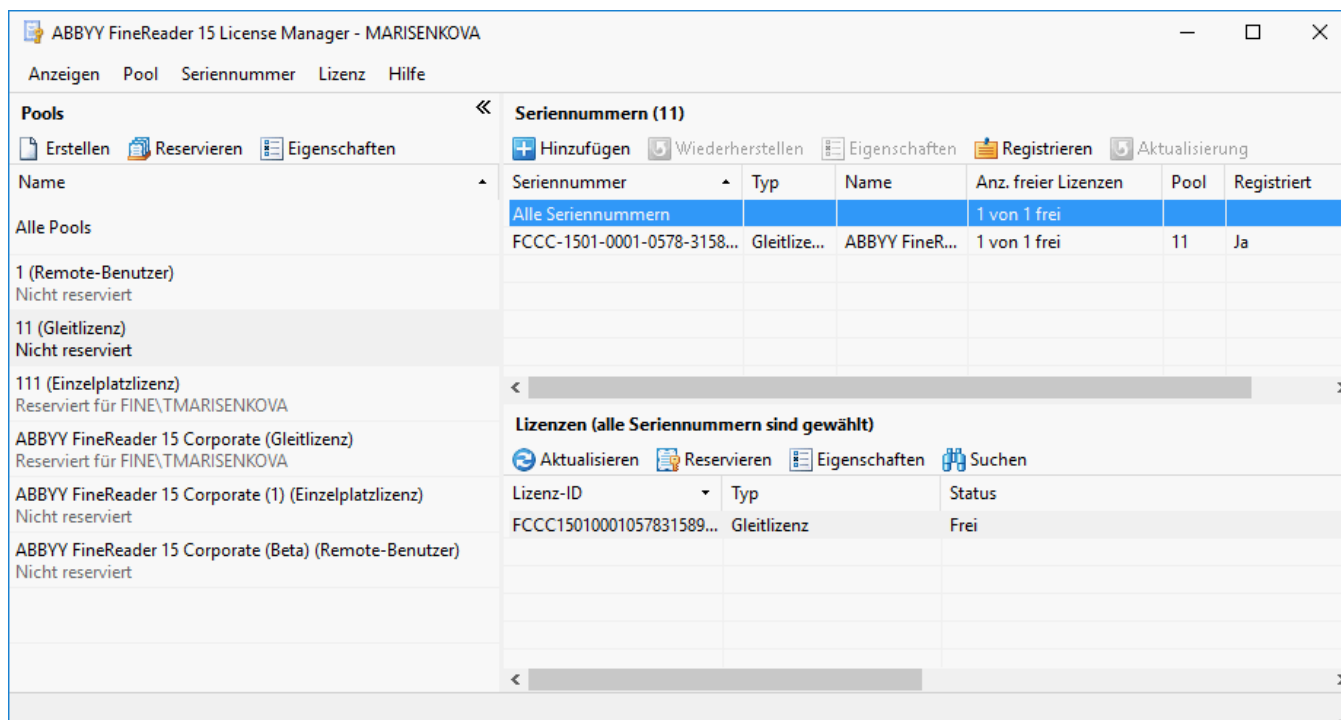 ABBYY FineReader 15 License Manager - MARISENKOVA
Anzeigen Pool Seriennummer Lizenz Hilfe
Pools
Erstellen Reservieren Eigenschaften
Name
Alle Pools
1 (Remote-Benutzer)
Nicht reserviert
11 (Gleitlizenz)
Nicht reserviert
111 (Einzelplatzlizenz)
Reserviert für FINE\TMARISENKOVA
ABBYY FineReader 15 Corporate (Gleitlizenz)
Reserviert für FINE\TMARISENKOVA
ABBYY FineReader 15 Corporate (1) (Einzelplatzlizenz)
Nicht reserviert
ABBYY FineReader 15 Corporate (Beta) (Remote-Benutzer)
Nicht reserviert
Seriennummern (11)
Hinzufügen Wiederherstellen Eigenschaften Registrieren Aktualisierung
Seriennummer Typ Name Anz. freier Lizenzen Pool Registriert
Alle Seriennummern 1 von 1 frei
FCCC-1501-0001-0578-3158... Gleitlize... ABBYY FineR... 1 von 1 frei 11 Ja
Lizenzen (alle Seriennummern sind gewählt)
Aktualisieren Reservieren Eigenschaften Suchen
Lizenz-ID Typ Status
FCCC15010001057831589... Gleitlizenz Frei